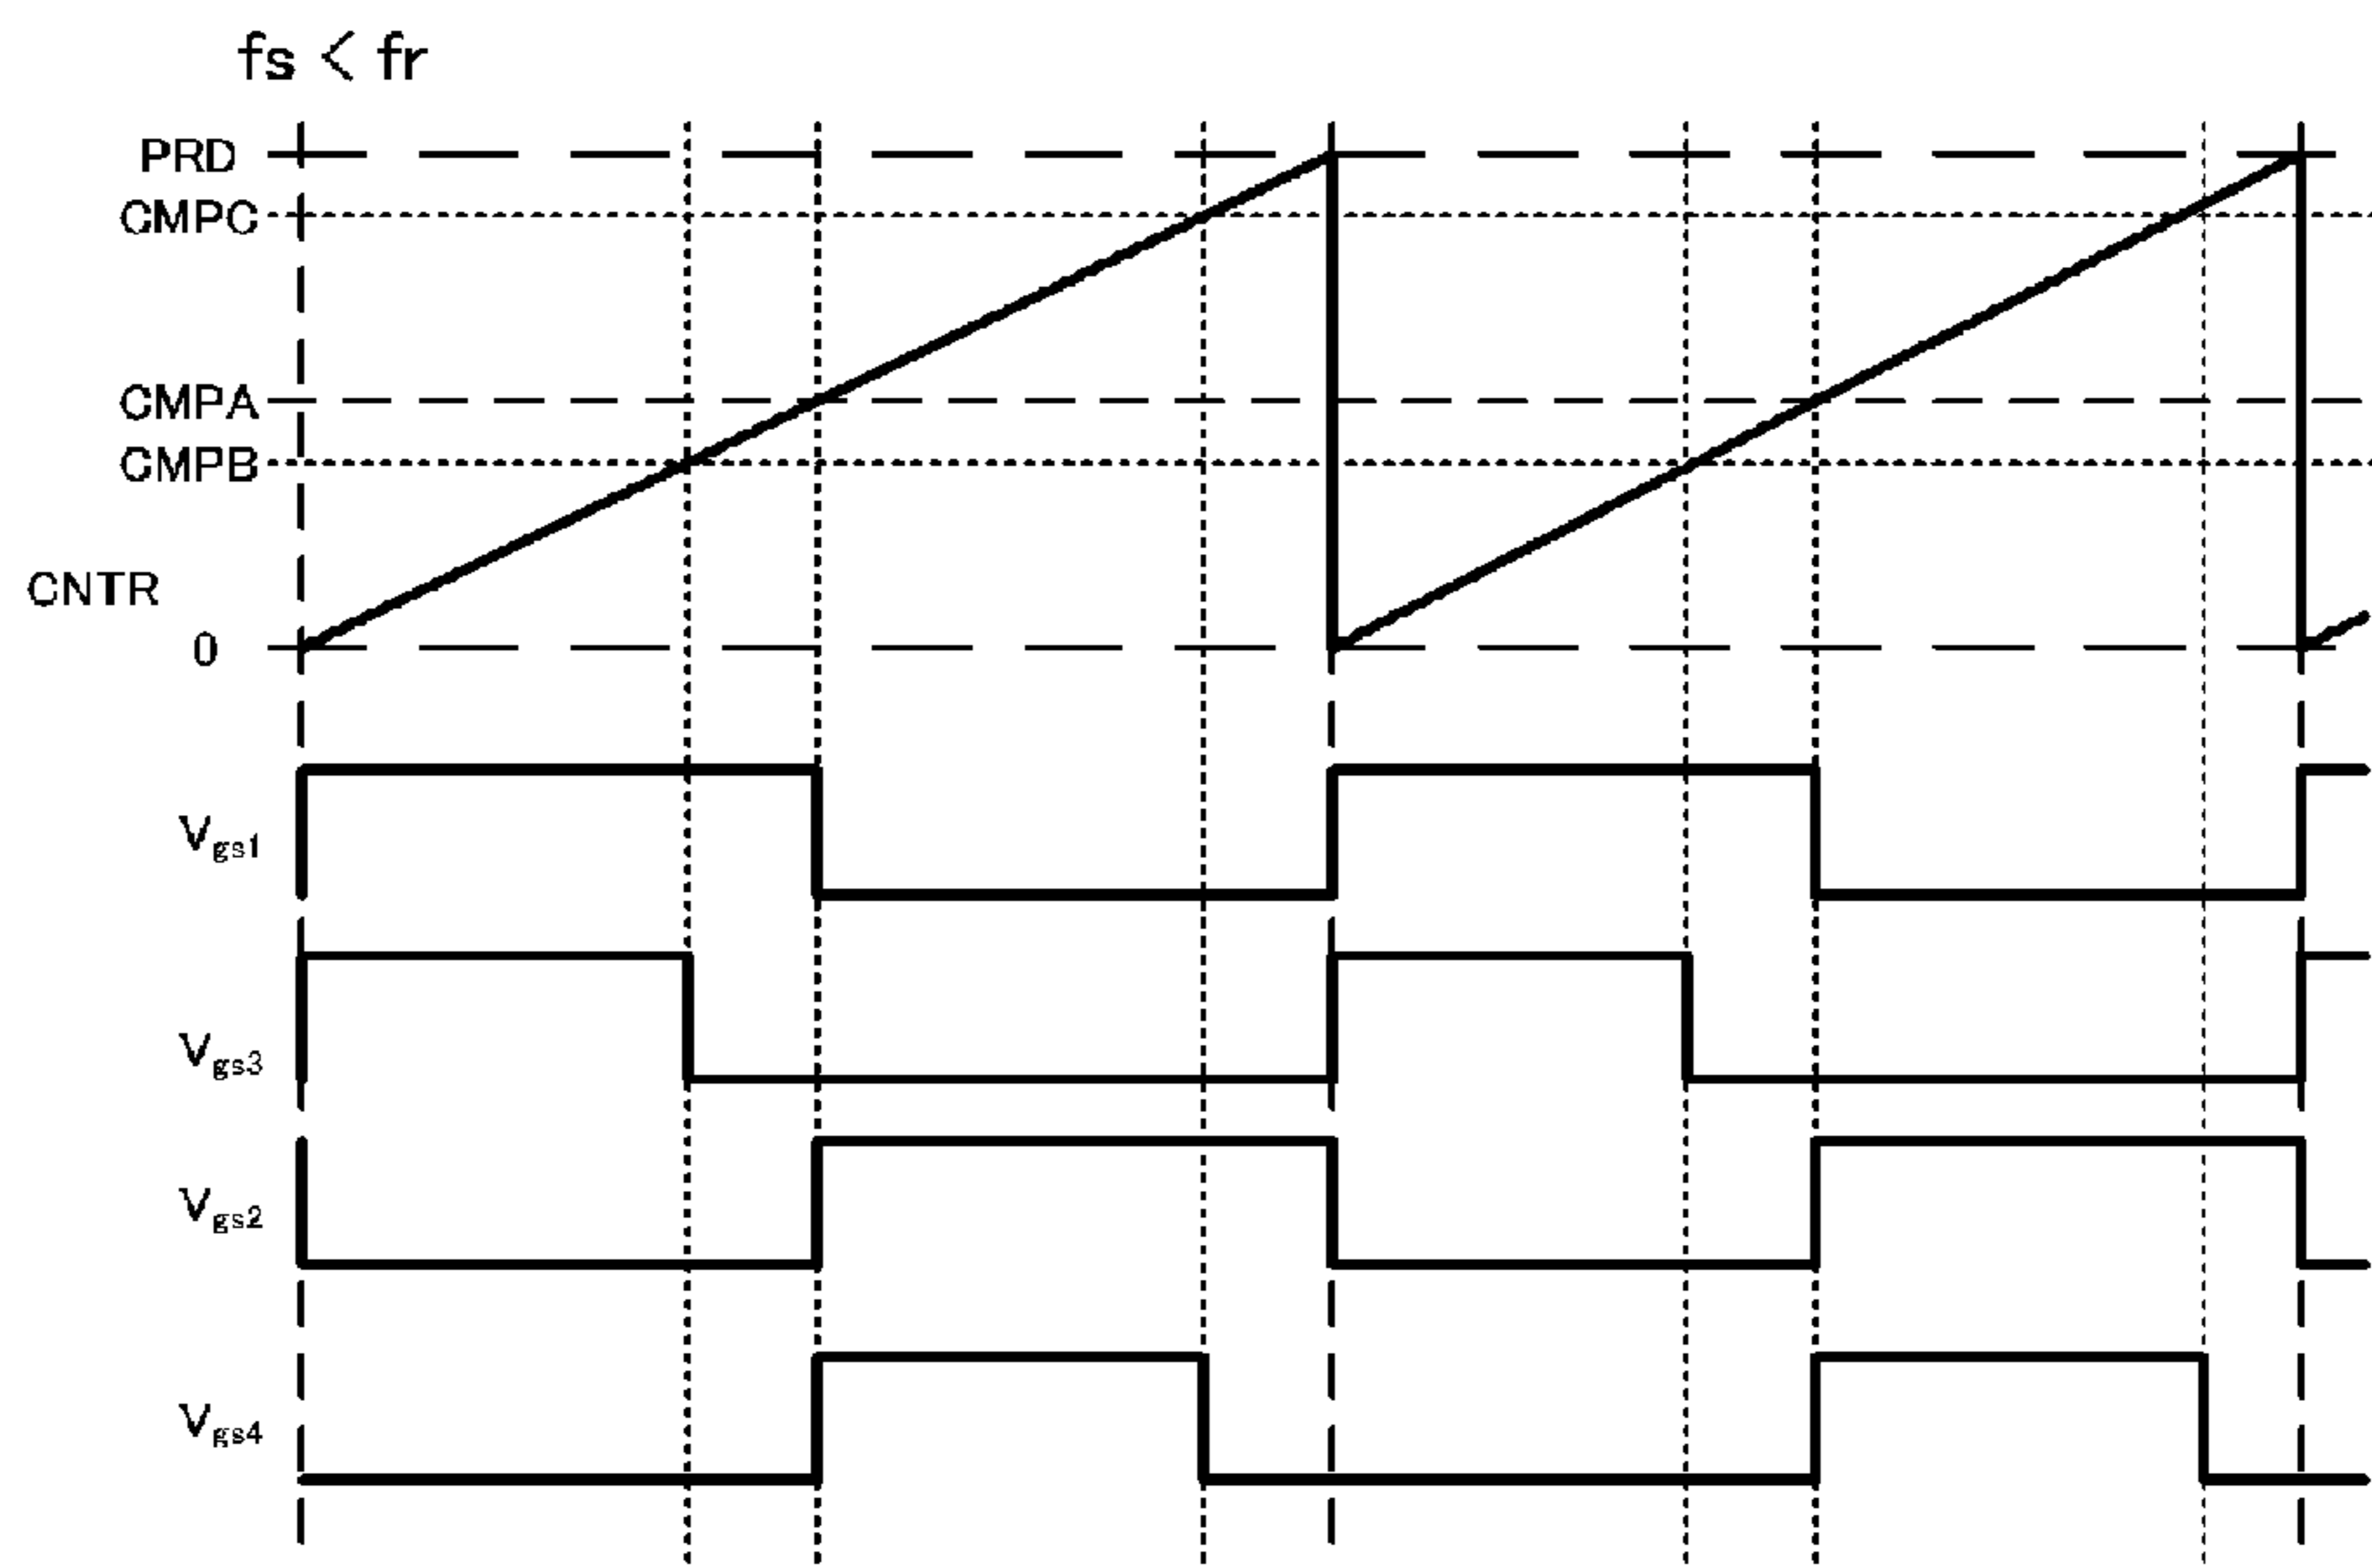 fs < fr
PRD
CMPC
CMPA
CMPB
CNTR
0
Vgs1
Vgs3
Vgs2
Vgs4